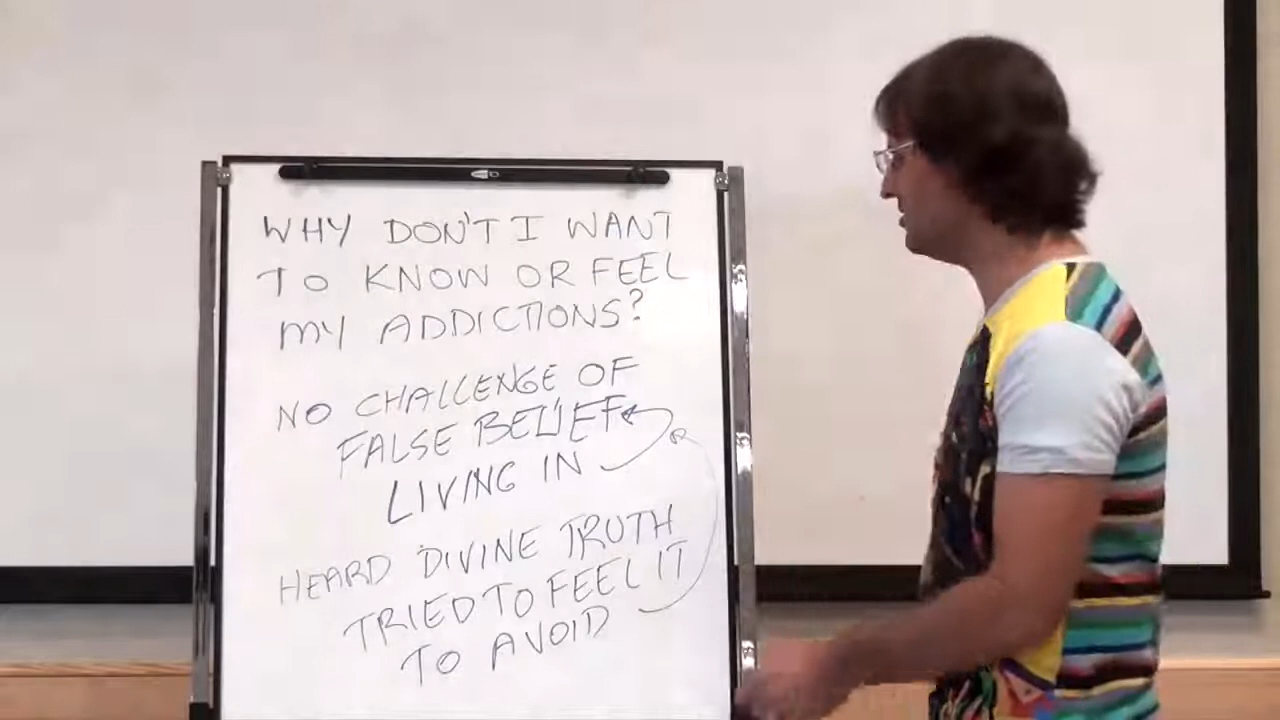 WHY DON'T I WANT
TO KNOW OR FEEL
MY ADDICTIONS?
NO CHALLENGE OF
FALSE BELIEF
LIVING IN
HEARD DIVINE TRUTH
TRIED TO FEEL IT
TO AVOID